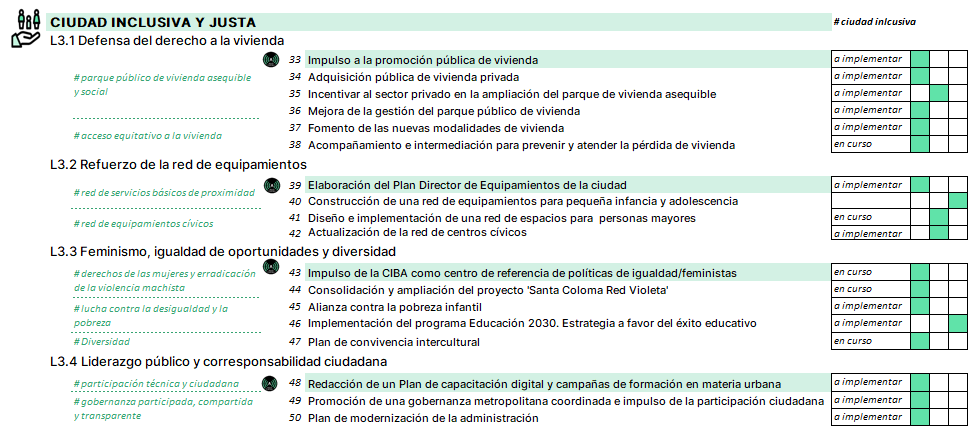 CIUDAD INCLUSIVA Y JUSTA # ciudad inlcusiva
L3.1 Defensa del derecho a la vivienda
33 Impulso a la promoción pública de vivienda a implementar
# parque público de vivienda asequible
y social
34 Adquisición pública de vivienda privada a implementar
35 Incentivar al sector privado en la ampliación del parque de vivienda asequible a implementar
36 Mejora de la gestión del parque público de vivienda a implementar
# acceso equitativo a la vivienda
37 Fomento de las nuevas modalidades de vivienda a implementar
38 Acompañamiento e intermediación para prevenir y atender la pérdida de vivienda en curso
L3.2 Refuerzo de la red de equipamientos
# red de servicios básicos de proximidad
39 Elaboración del Plan Director de Equipamientos de la ciudad a implementar
40 Construcción de una red de equipamientos para pequeña infancia y adolescencia
# red de equipamientos cívicos
41 Diseño e implementación de una red de espacios para personas mayores en curso
42 Actualización de la red de centros cívicos a implementar
L3.3 Feminismo, igualdad de oportunidades y diversidad
# derechos de las mujeres y erradicación
de la violencia machista
43 Impulso de la CIBA como centro de referencia de políticas de igualdad/feministas en curso
44 Consolidación y ampliación del proyecto 'Santa Coloma Red Violeta' en curso
# lucha contra la desigualdad y la
pobreza
45 Alianza contra la pobreza infantil a implementar
46 Implementación del programa Educación 2030. Estrategia a favor del éxito educativo a implementar
# Diversidad
47 Plan de convivencia intercultural en curso
L3.4 Liderazgo público y corresponsabilidad ciudadana
# participación técnica y ciudadana
48 Redacción de un Plan de capacitación digital y campañas de formación en materia urbana a implementar
# gobernanza participada, compartida
y transparente
49 Promoción de una gobernanza metropolitana coordinada e impulso de la participación ciudadana a implementar
50 Plan de modernización de la administración a implementar